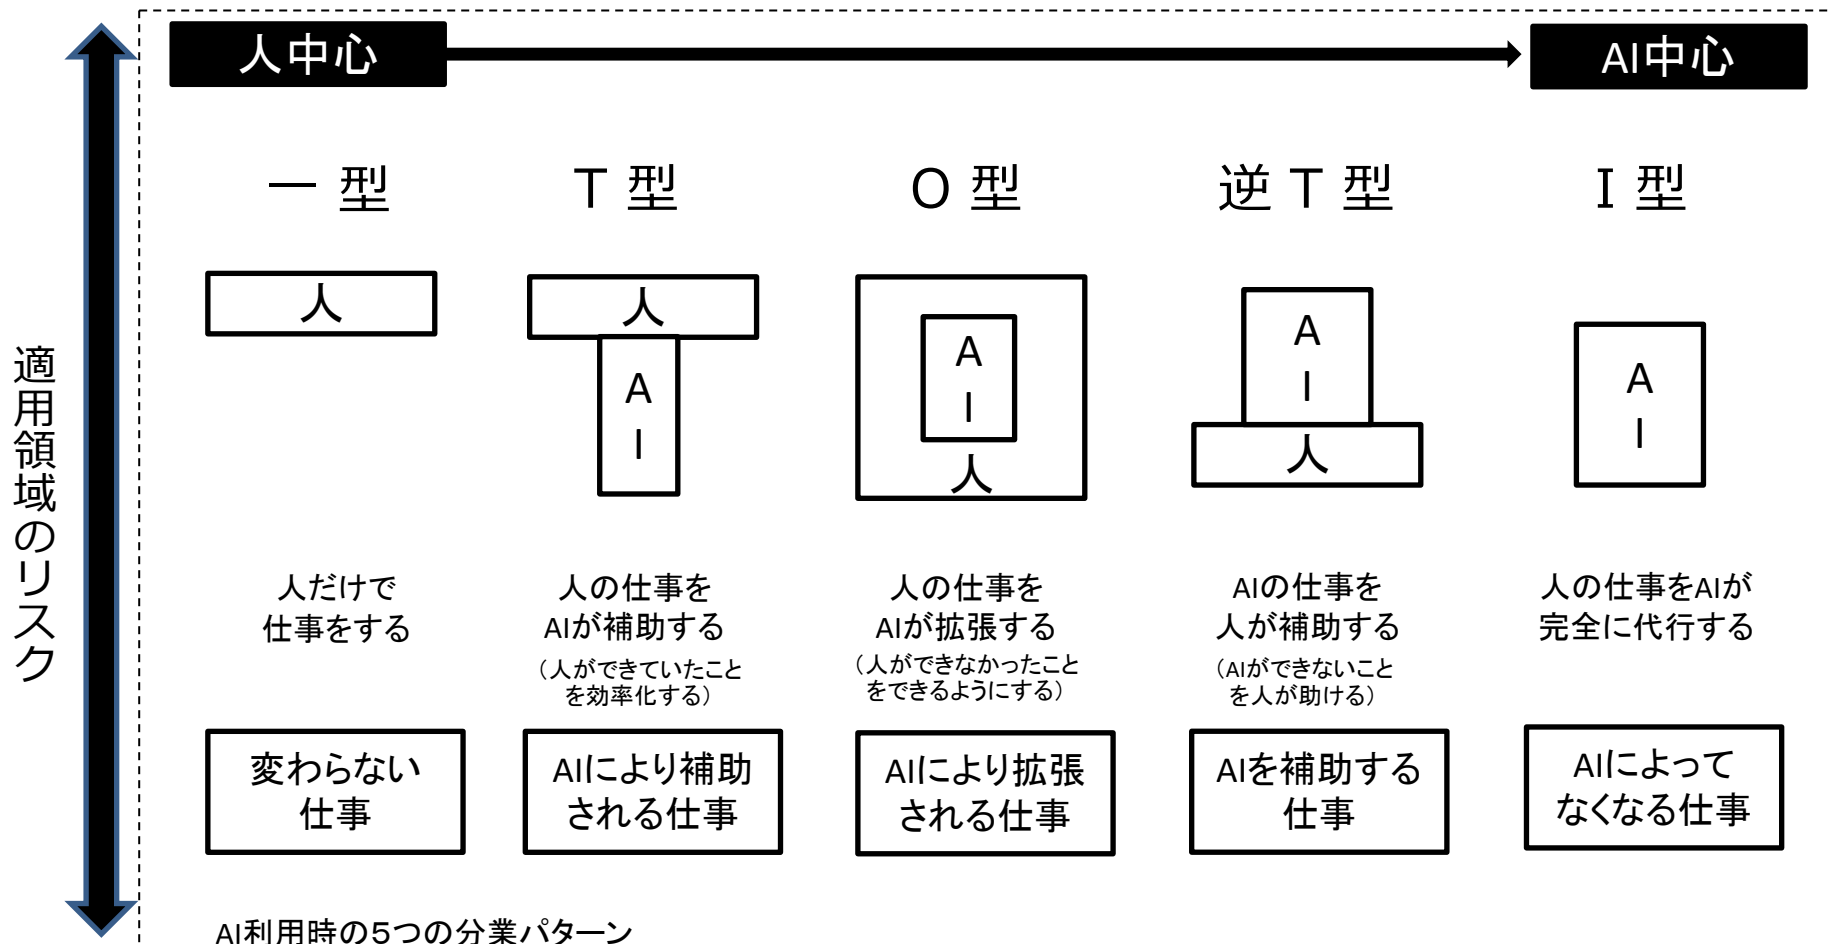 人中心
AI中心
適用領域のリスク
一型
T型
O型
逆T型
I型
人
人
AI
AI
人
AI
人
AI
人だけで
仕事をする
人の仕事を
AIが補助する
(人ができていたこと
を効率化する)
人の仕事を
AIが拡張する
(人ができなかったこと
をできるようにする)
AIの仕事を
人が補助する
(AIができないこと
を人が助ける)
人の仕事をAIが
完全に代行する
変わらない
仕事
AIにより補助
される仕事
AIにより拡張
される仕事
AIを補助する
仕事
AIによって
なくなる仕事
AI利用時の5つの分業パターン